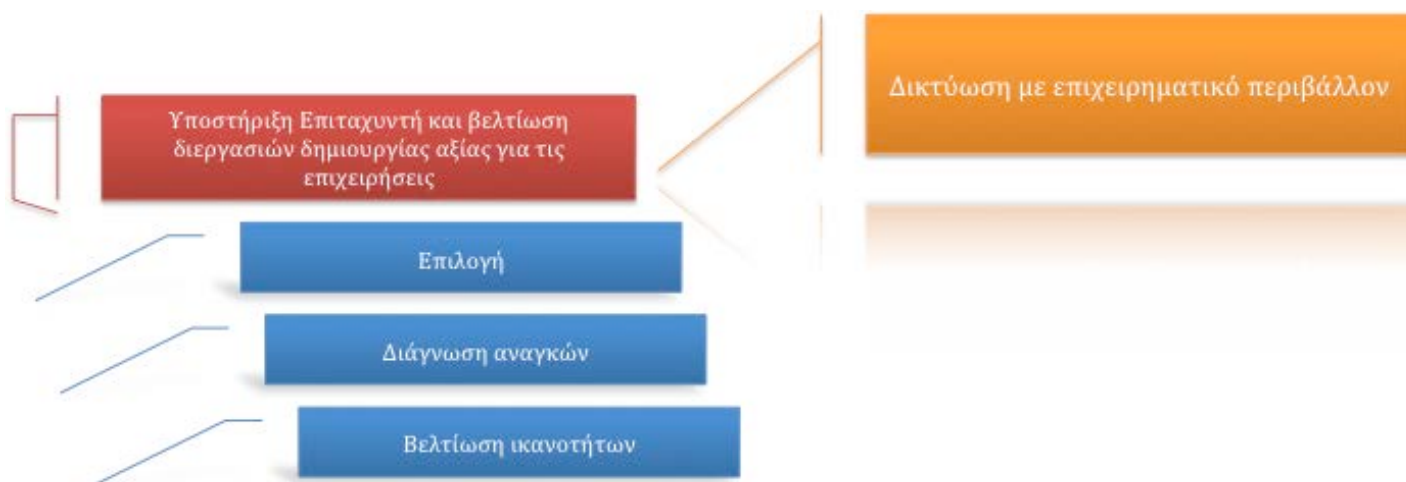 Δικτύωση με επιχειρηματικό περιβάλλον
Υποστήριξη Επιταχυντή και βελτίωση
διεργασιών δημιουργίας αξίας για τις
επιχειρήσεις
Επιλογή
Διάγνωση αναγκών
Βελτίωση ικανοτήτων